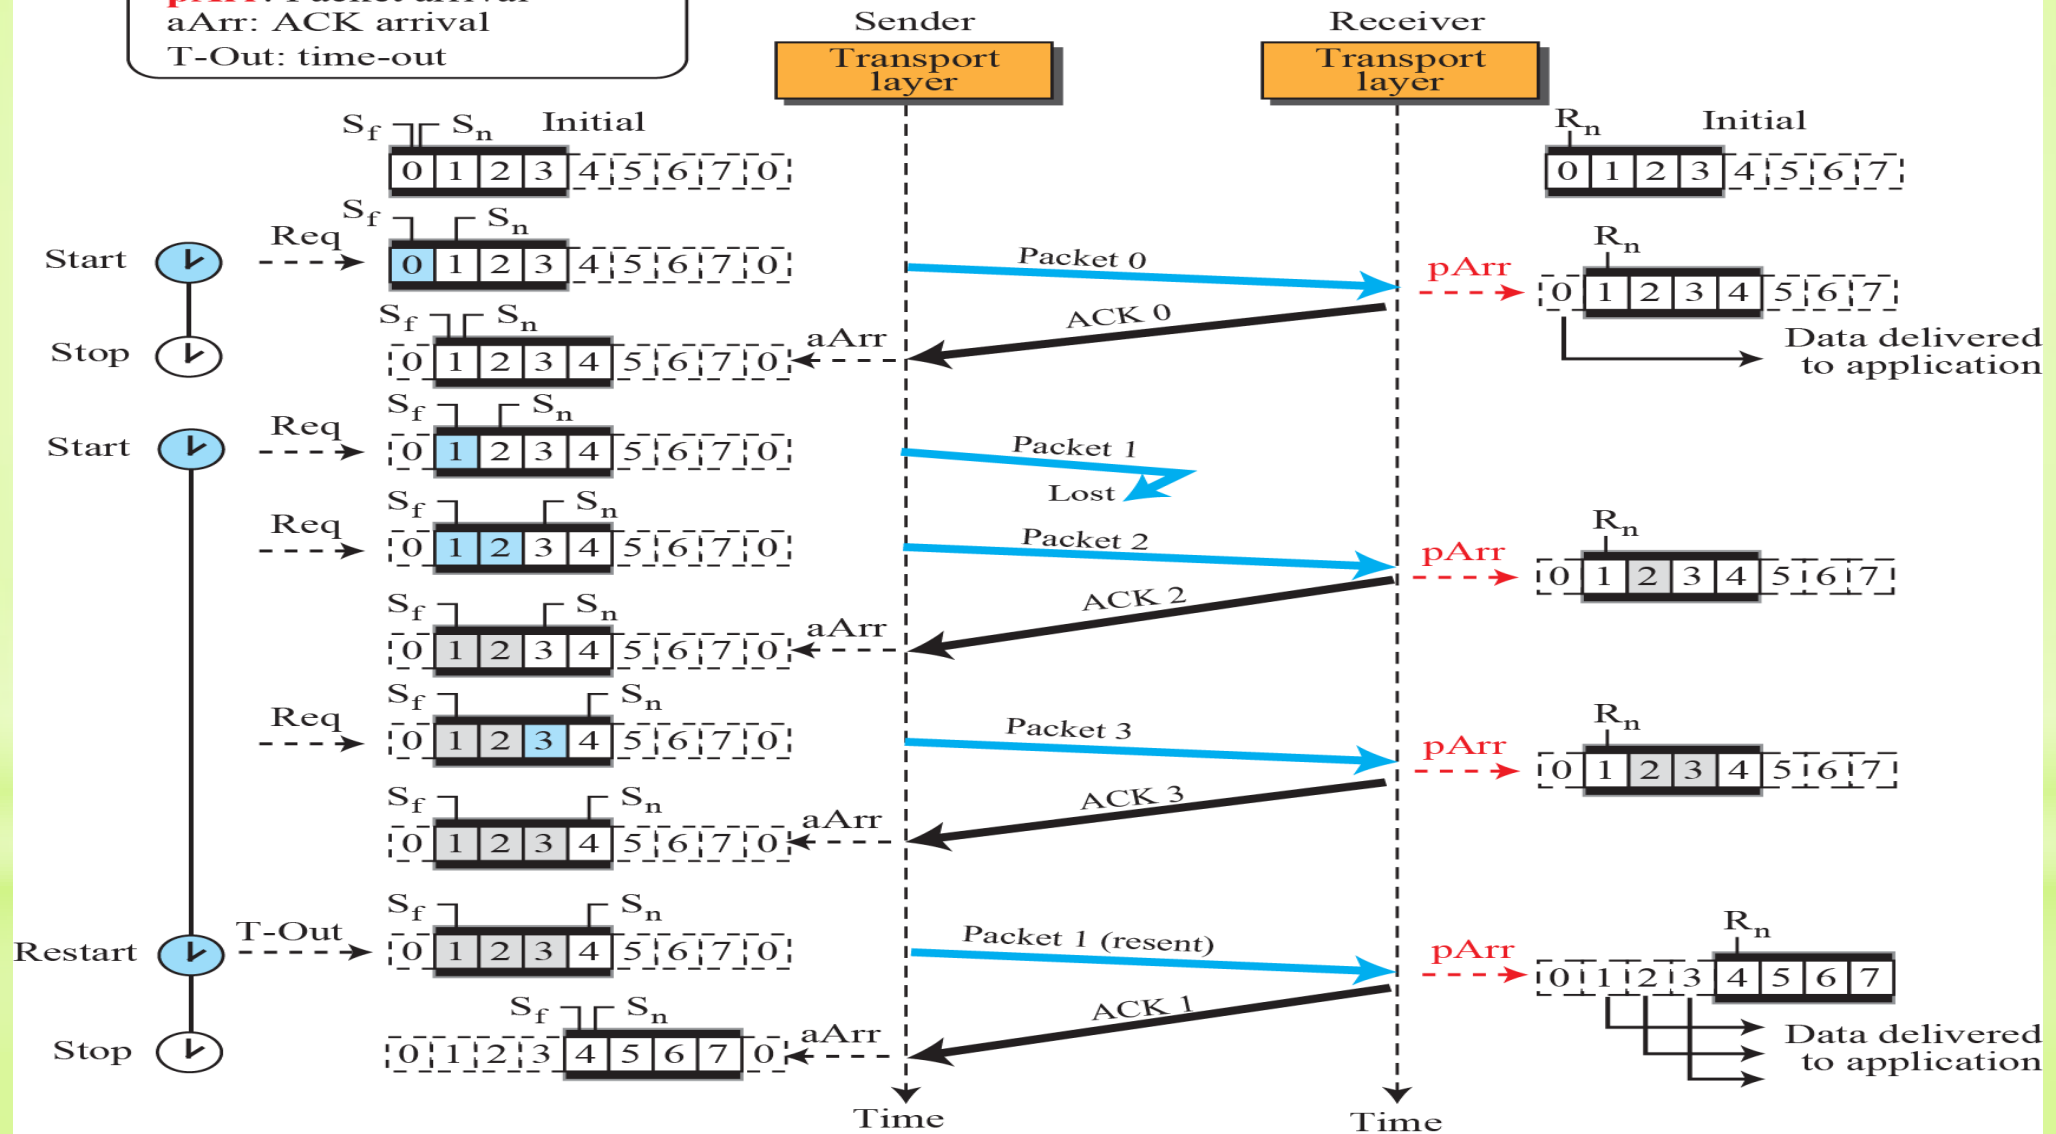 pArr: Packet arrival
aArr: ACK arrival
T-Out: time-out
Sender
Transport
layer
Receiver
Transport
layer
Sf Sn Initial
0 1 2 3 4 5 6 7 0
Rn Initial
0 1 2 3 4 5 6 7
Start
Req
Sf Sn
0 1 2 3 4 5 6 7 0
Packet 0
pArr
Rn
0 1 2 3 4 5 6 7
Data delivered
to application
Stop
Sf Sn
0 1 2 3 4 5 6 7 0
aArr
ACK 0
Start
Req
Sf Sn
0 1 2 3 4 5 6 7 0
Packet 1
Lost
Req
Sf Sn
0 1 2 3 4 5 6 7 0
Packet 2
pArr
Rn
0 1 2 3 4 5 6 7
Sf Sn
0 1 2 3 4 5 6 7 0
aArr
ACK 2
Req
Sf Sn
0 1 2 3 4 5 6 7 0
Packet 3
pArr
Rn
0 1 2 3 4 5 6 7
Sf Sn
0 1 2 3 4 5 6 7 0
aArr
ACK 3
Restart
T-Out
Sf Sn
0 1 2 3 4 5 6 7 0
Packet 1 (resent)
pArr
Rn
0 1 2 3 4 5 6 7
Data delivered
to application
Stop
Sf Sn
0 1 2 3 4 5 6 7 0
aArr
ACK 1
Time
Time